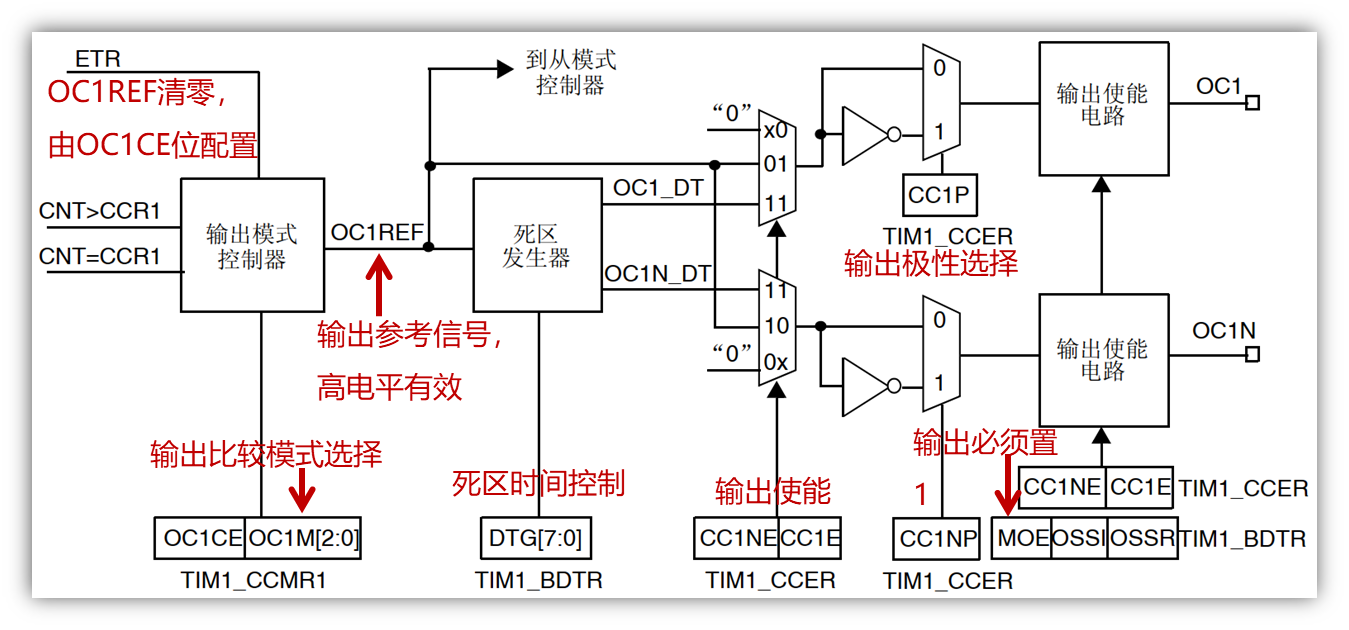 ETR
OC1REF清零，
由OC1CE位配置
到从模式
控制器
CNT>CCR1
CNT=CCR1
输出模式
控制器
OC1REF
输出参考信号，
高电平有效
死区
发生器
OC1_DT
OC1N_DT
“0”
x0
01
11
11
10
“0”
0x
0
1
CC1P
TIM1_CCER
输出极性选择
输出使能
电路
OC1
0
1
输出使能
电路
OC1N
输出比较模式选择
死区时间控制
输出使能
输出必须置
1
CC1NE CC1E TIM1_CCER
OC1CE OC1M[2:0]
TIM1_CCMR1
DTG[7:0]
TIM1_BDTR
CC1NE CC1E
TIM1_CCER
CC1NP
TIM1_CCER
MOE OSSI OSSR TIM1_BDTR